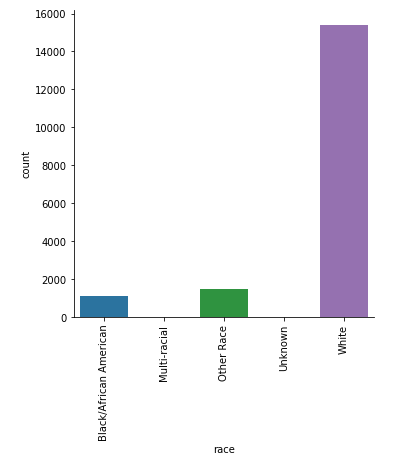 16000
14000
12000
10000
8000
6000
4000
2000
0
count
Black/African American
Multi-racial
Other Race
Unknown
White
race